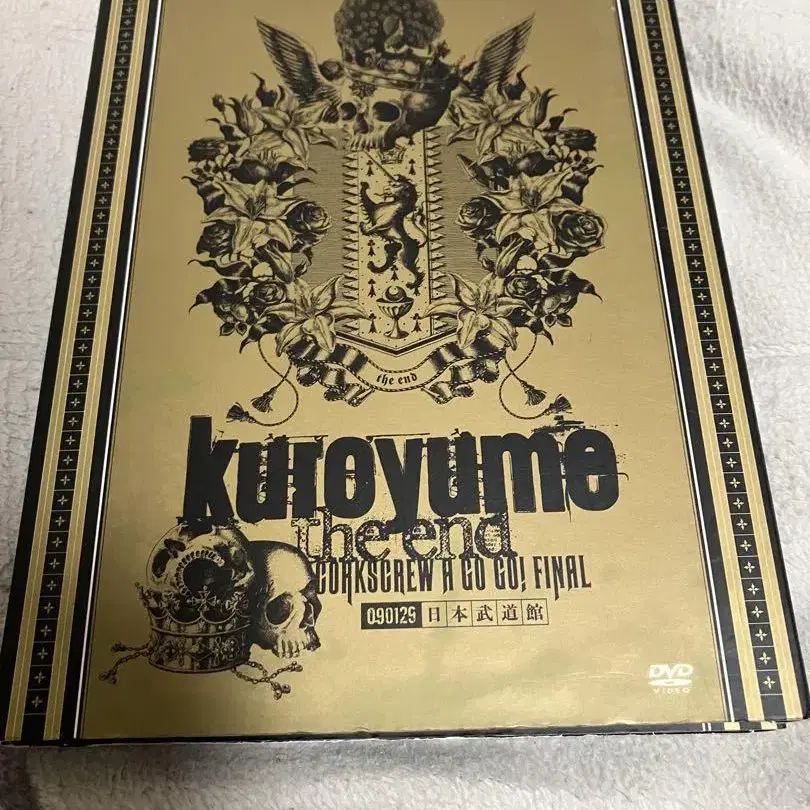 the end
kuroyume
the end
CORKSCREW A GO GO! FINAL
090129 日本武道館
DVD
VIDEO